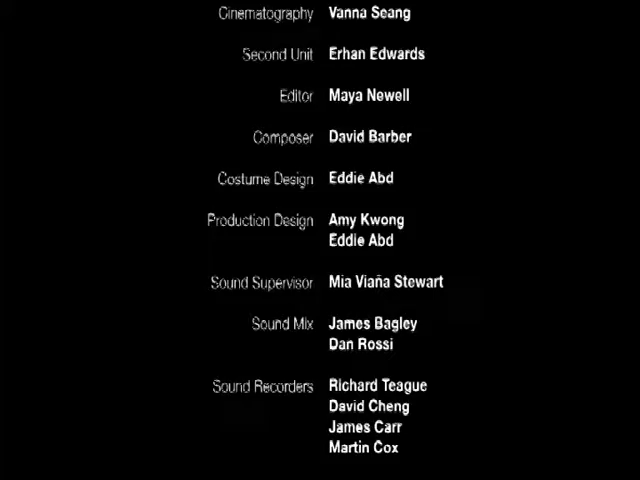 Cinematography Vanna Seang
Second Unit Erhan Edwards
Editor Maya Newell
Composer David Barber
Costume Design Eddie Abd
Production Design Amy Kwong
Eddie Abd
Sound Supervisor Mia Viaña Stewart
Sound Mix James Bagley
Dan Rossi
Sound Recorders Richard Teague
David Cheng
James Carr
Martin Cox